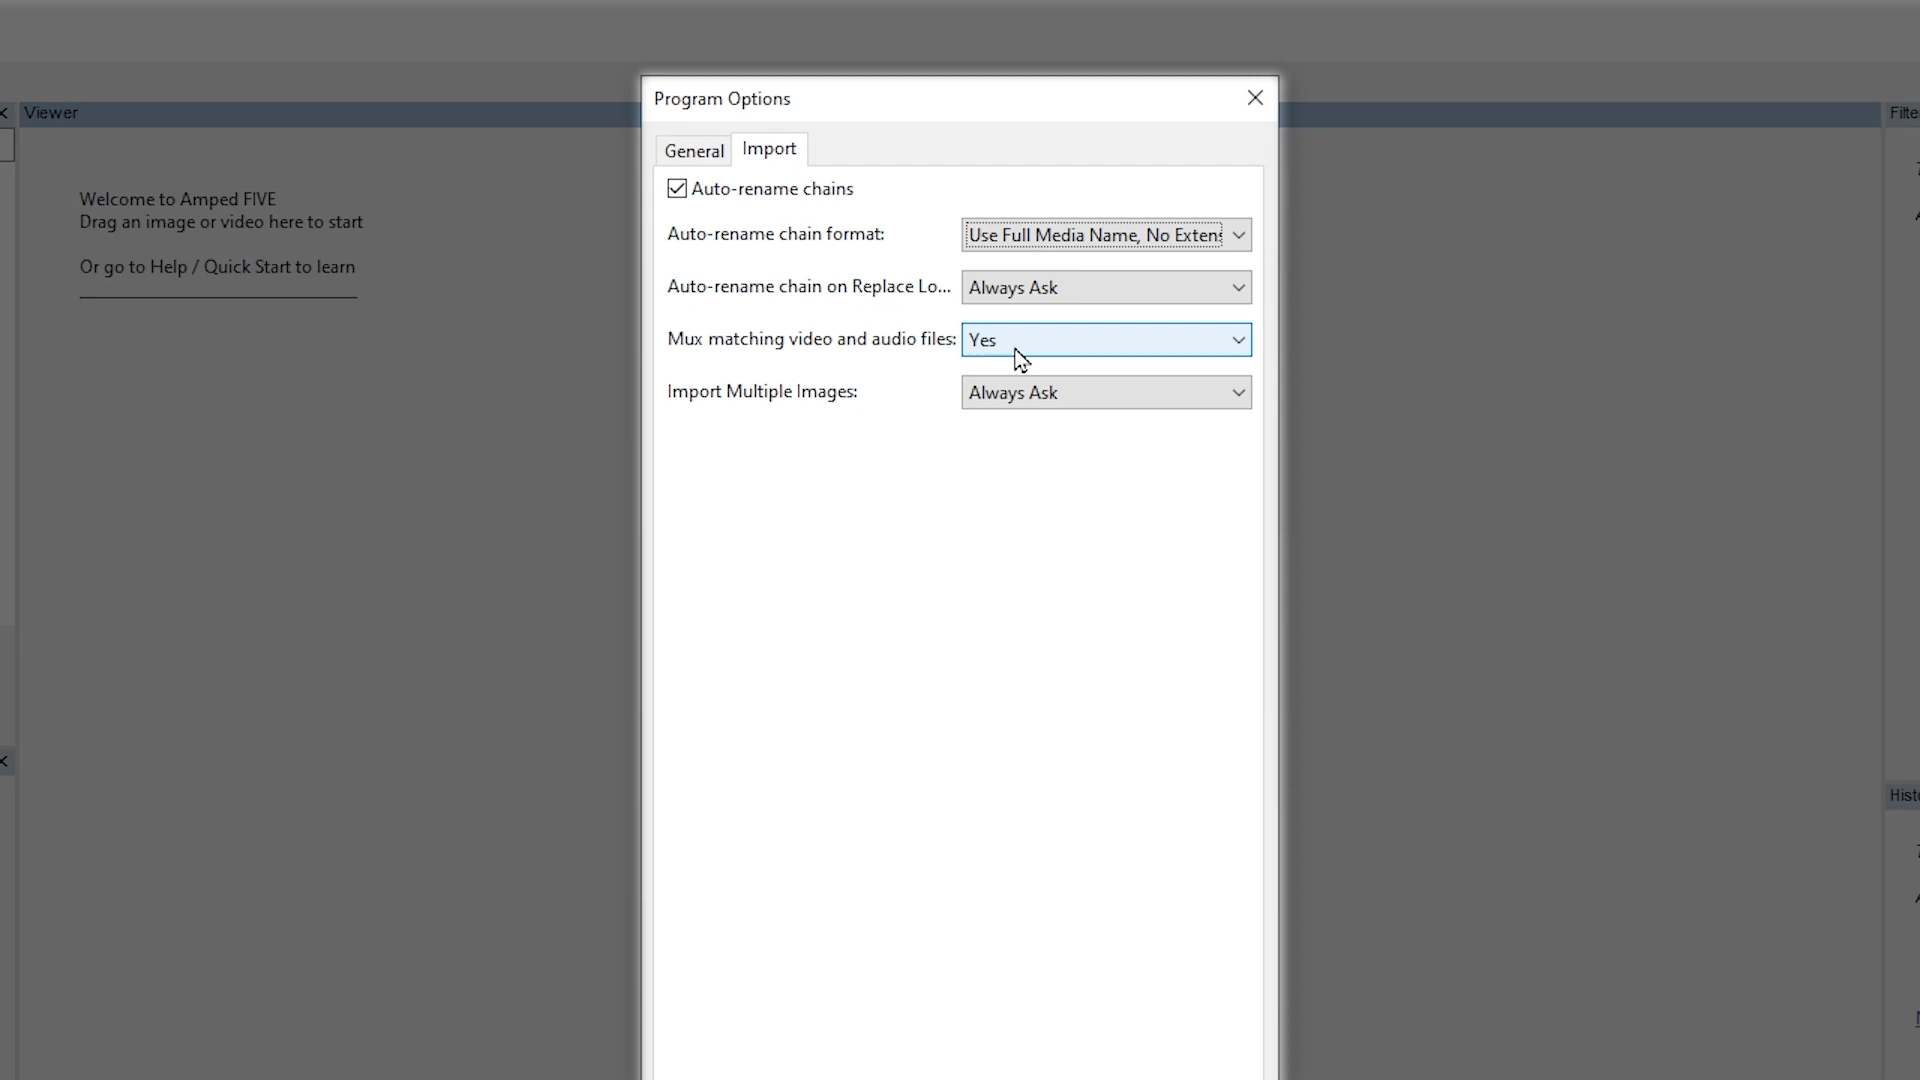 Program Options
Viewer
Filte
General
Import
Auto-rename chains
Welcome to Amped FIVE
Drag an image or video here to start
Or go to Help / Quick Start to learn
Auto-rename chain format:
Use Full Media Name, No Extens
Auto-rename chain on Replace Lo...
Always Ask
Mux matching video and audio files:
Yes
Import Multiple Images:
Always Ask
Histo